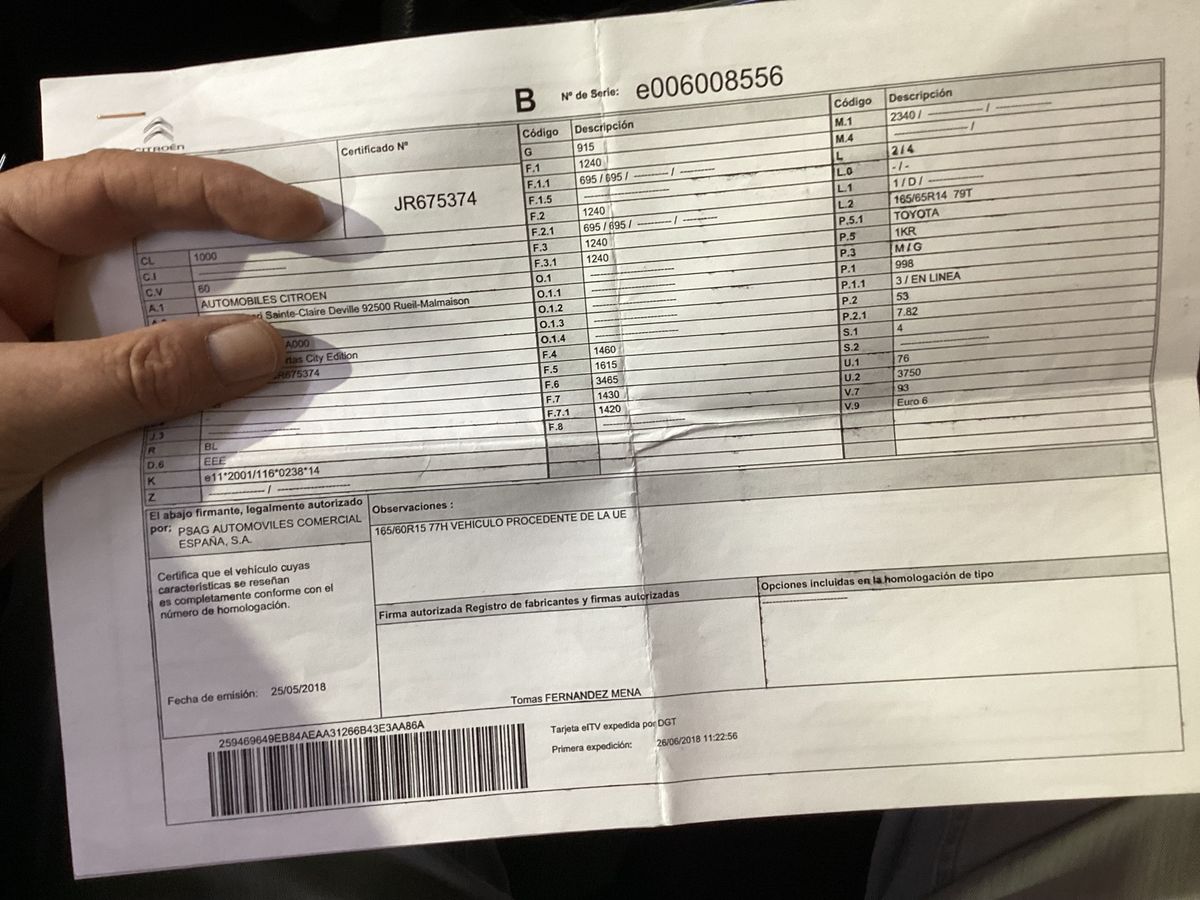 B Nº de Serie: e006008556
CITROËN
Certificado Nº
JR675374
CL 1000
C.I ---------------
C.V 60
A.1 AUTOMOBILES CITROEN
Sainte-Claire Deville 92500 Rueil-Malmaison
A000
City Edition
R675374
J.3 ---------------
R BL
D.6 EEE
K e11*2001/116*0238*14
Z --------------- / ---------------
Código Descripción
G 915
F.1 1240
F.1.1 695 / 695 / ---------- / ----------
F.1.5 ---------------
F.2 1240
F.2.1 695 / 695 / ---------- / ----------
F.3 1240
F.3.1 1240
O.1 ---------------
O.1.1 ---------------
O.1.2 ---------------
O.1.3 ---------------
O.1.4 ---------------
F.4 1460
F.5 1615
F.6 3465
F.7 1430
F.7.1 1420
F.8 ---------------
Código Descripción
M.1 2340 / ---------- / ----------
M.4 --------------- /
L 2 / 4
L.0 - / -
L.1 1 / D / ----------
L.2 165/65R14 79T
P.5.1 TOYOTA
P.5 1KR
P.3 M / G
P.1 998
P.1.1 3 / EN LINEA
P.2 53
P.2.1 7.82
S.1 4
S.2 ---------------
U.1 76
U.2 3750
V.7 93
V.9 Euro 6
El abajo firmante, legalmente autorizado
por: PSAG AUTOMOVILES COMERCIAL
ESPAÑA, S.A.
Certifica que el vehículo cuyas
características se reseñan
es completamente conforme con el
número de homologación.
Fecha de emisión: 25/05/2018
Observaciones :
165/60R15 77H VEHICULO PROCEDENTE DE LA UE
Firma autorizada Registro de fabricantes y firmas autorizadas
Tomas FERNANDEZ MENA
Opciones incluidas en la homologación de tipo
---------------
259469649EB84AEAA31266B43E3AA86A
Tarjeta eITV expedida por DGT
Primera expedición: 26/06/2018 11:22:56